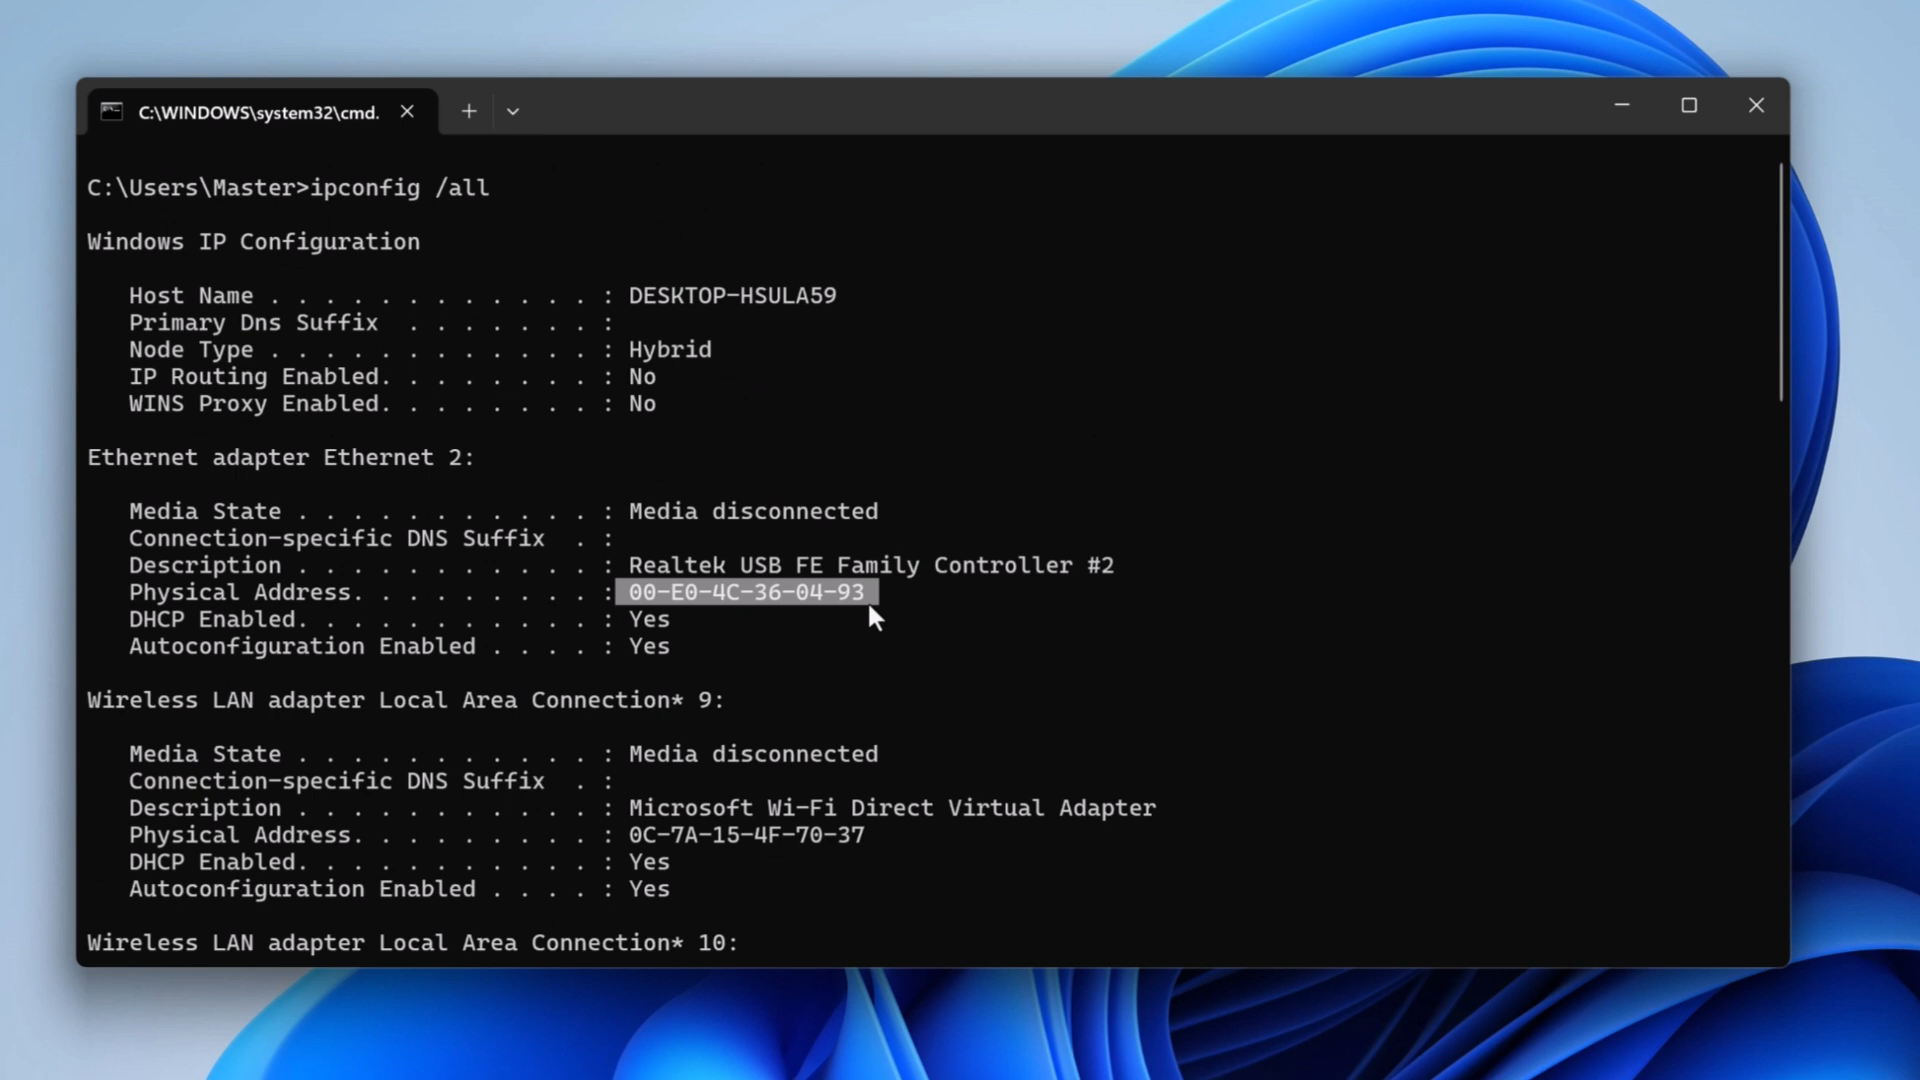 C:\WINDOWS\system32\cmd.
C:\Users\Master>ipconfig /all
Windows IP Configuration
Host Name . . . . . . . . . . . . : DESKTOP-HSULA59
Primary Dns Suffix  . . . . . . . :
Node Type . . . . . . . . . . . . : Hybrid
IP Routing Enabled. . . . . . . . : No
WINS Proxy Enabled. . . . . . . . : No
Ethernet adapter Ethernet 2:
Media State . . . . . . . . . . . : Media disconnected
Connection-specific DNS Suffix  . :
Description . . . . . . . . . . . : Realtek USB FE Family Controller #2
Physical Address. . . . . . . . . : 00-E0-4C-36-04-93
DHCP Enabled. . . . . . . . . . . : Yes
Autoconfiguration Enabled . . . . : Yes
Wireless LAN adapter Local Area Connection* 9:
Media State . . . . . . . . . . . : Media disconnected
Connection-specific DNS Suffix  . :
Description . . . . . . . . . . . : Microsoft Wi-Fi Direct Virtual Adapter
Physical Address. . . . . . . . . : 0C-7A-15-4F-70-37
DHCP Enabled. . . . . . . . . . . : Yes
Autoconfiguration Enabled . . . . : Yes
Wireless LAN adapter Local Area Connection* 10: